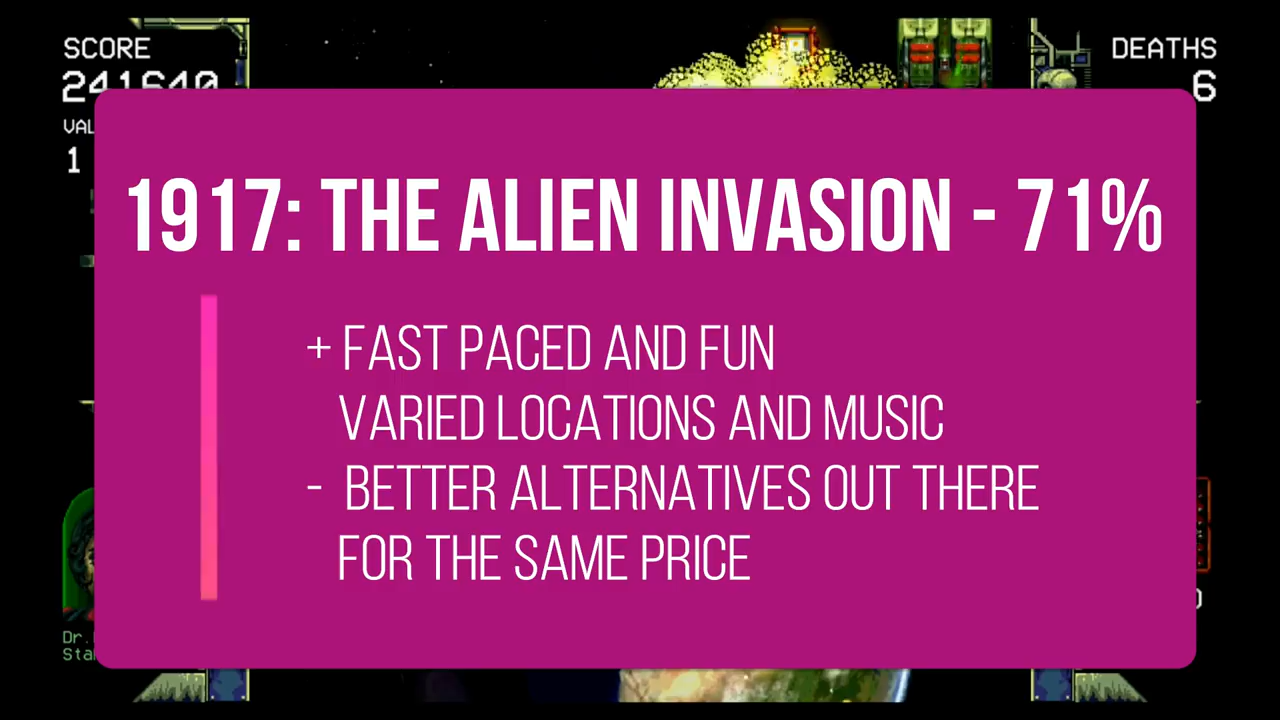 SCORE
DEATHS
6
1
1917: THE ALIEN INVASION - 71%
+ FAST PACED AND FUN
VARIED LOCATIONS AND MUSIC
- BETTER ALTERNATIVES OUT THERE
FOR THE SAME PRICE
Dr.